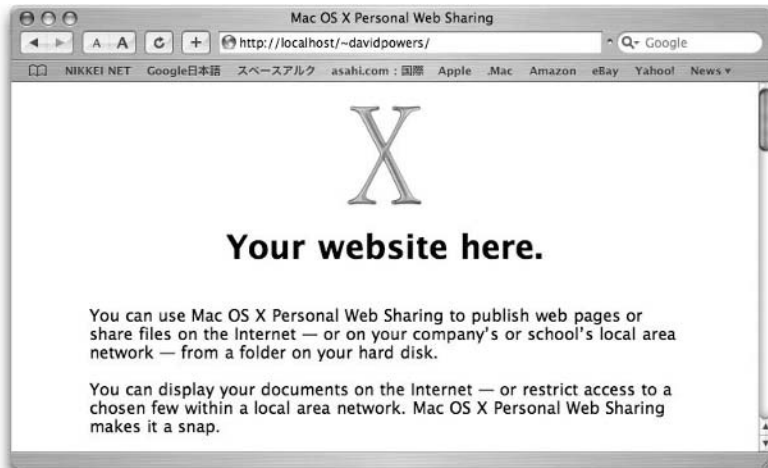 Mac OS X Personal Web Sharing
A A C + http://localhost/~davidpowers/ Q Google
NIKKEI NET Google日本語 スペースアルク asahi.com : 国際 Apple .Mac Amazon eBay Yahoo! News ▾
X
Your website here.
You can use Mac OS X Personal Web Sharing to publish web pages or
share files on the Internet — or on your company's or school's local area
network — from a folder on your hard disk.
You can display your documents on the Internet — or restrict access to a
chosen few within a local area network. Mac OS X Personal Web Sharing
makes it a snap.